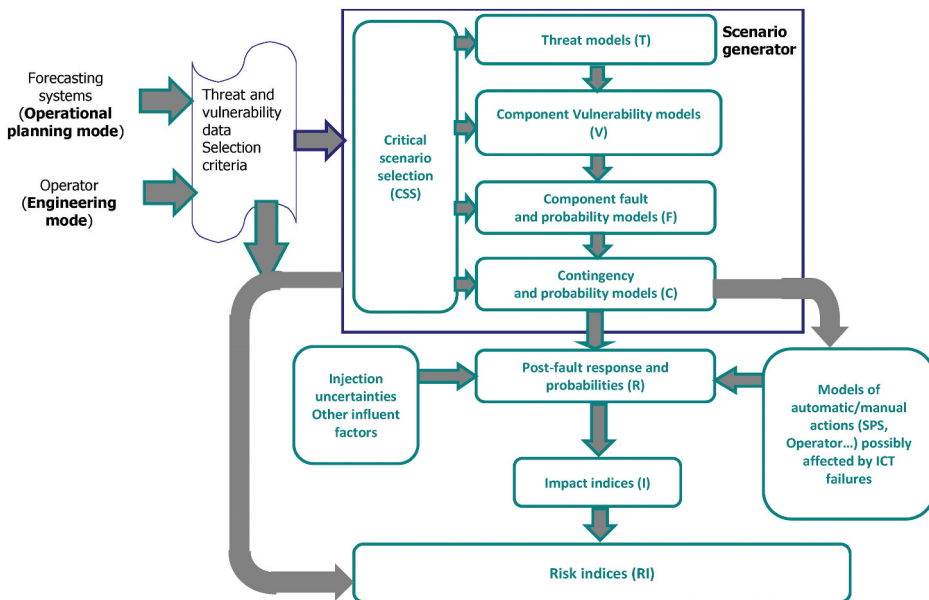 Forecasting
systems
(Operational
planning mode)
Operator
(Engineering
mode)
Threat and
vulnerability
data
Selection
criteria
Critical
scenario
selection
(CSS)
Scenario
generator
Threat models (T)
Component Vulnerability models
(V)
Component fault
and probability models (F)
Contingency
and probability models (C)
Injection
uncertainties
Other influent
factors
Post-fault response and
probabilities (R)
Models of
automatic/manual
actions (SPS,
Operator...) possibly
affected by ICT
failures
Impact indices (I)
Risk indices (RI)